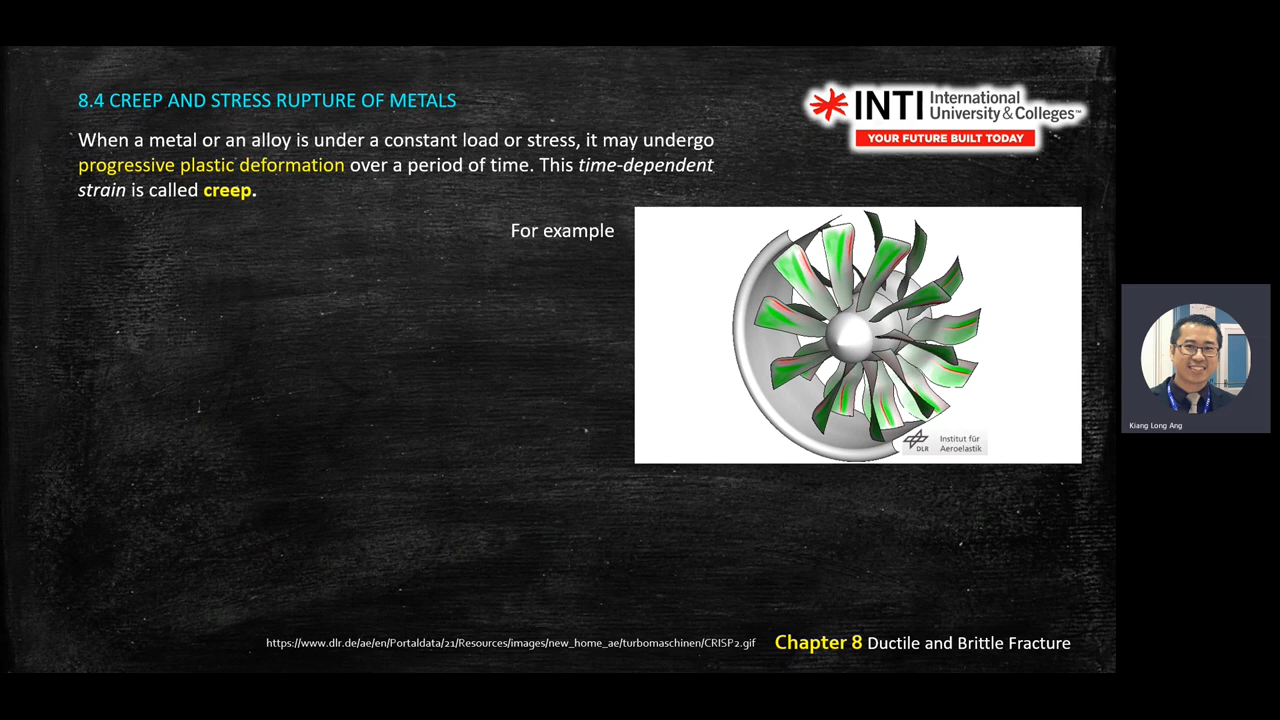 8.4 CREEP AND STRESS RUPTURE OF METALS
INTI International
University & Colleges™
YOUR FUTURE BUILT TODAY
When a metal or an alloy is under a constant load or stress, it may undergo
progressive plastic deformation over a period of time. This time-dependent
strain is called creep.
For example
DLR
Institut für
Aeroelastik
Kiang Long Ang
https://www.dlr.de/ae/en/Portaldata/21/Resources/images/new_home_ae/turbomaschinen/CRISP2.gif
Chapter 8 Ductile and Brittle Fracture